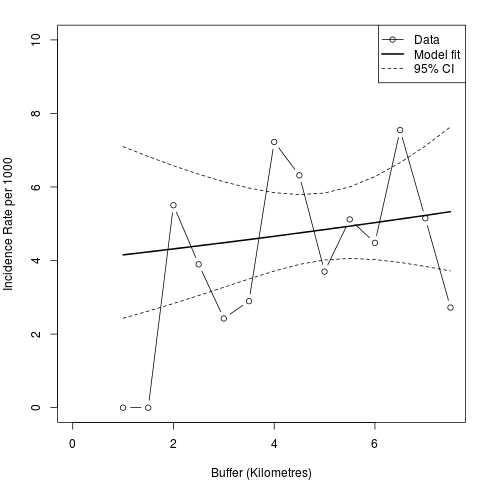 Data
Model fit
95% CI
10
8
6
4
2
0
Incidence Rate per 1000
0 2 4 6
Buffer (Kilometres)